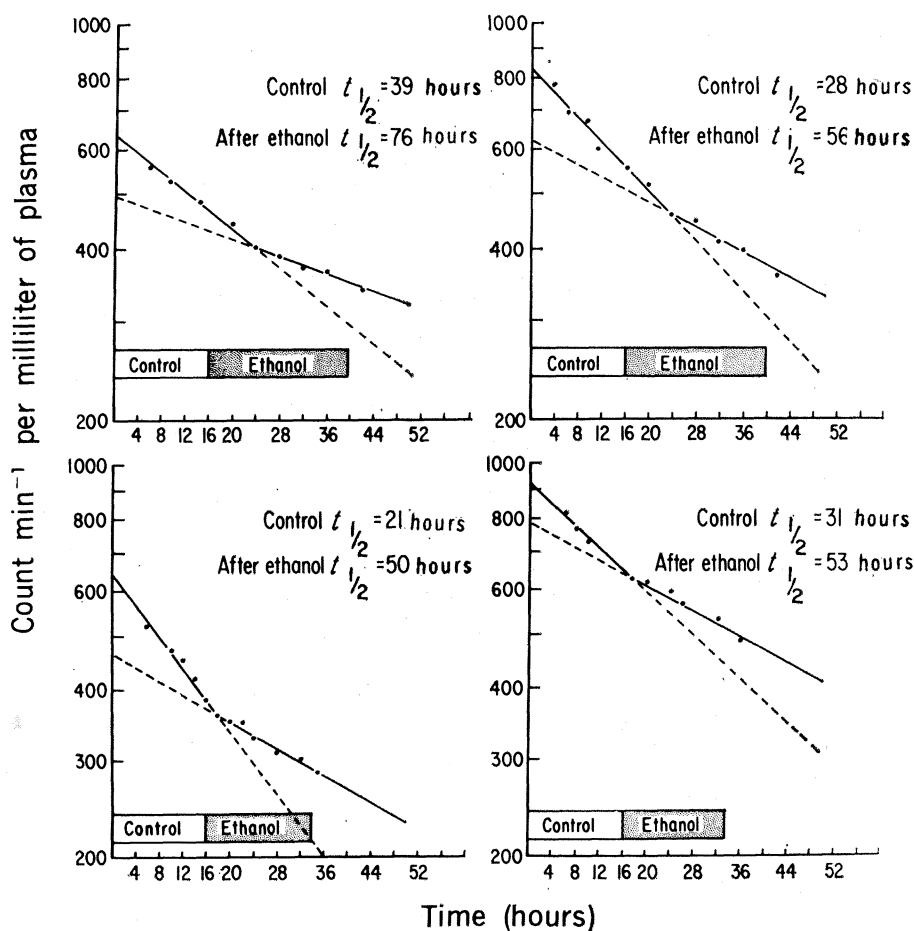 Count min⁻¹ per milliliter of plasma
1000
800
600
400
200
Control t 1/2 =39 hours
After ethanol t 1/2 =76 hours
Control
Ethanol
4 8 12 16 20 28 36 44 52
1000
800
600
400
200
Control t 1/2 =28 hours
After ethanol t 1/2 =56 hours
Control
Ethanol
4 8 12 16 20 28 36 44 52
1000
800
600
400
300
200
Control t 1/2 =21 hours
After ethanol t 1/2 =50 hours
Control
Ethanol
4 8 12 16 20 28 36 44 52
1000
800
600
400
300
200
Control t 1/2 =31 hours
After ethanol t 1/2 =53 hours
Control
Ethanol
4 8 12 16 20 28 36 44 52
Time (hours)